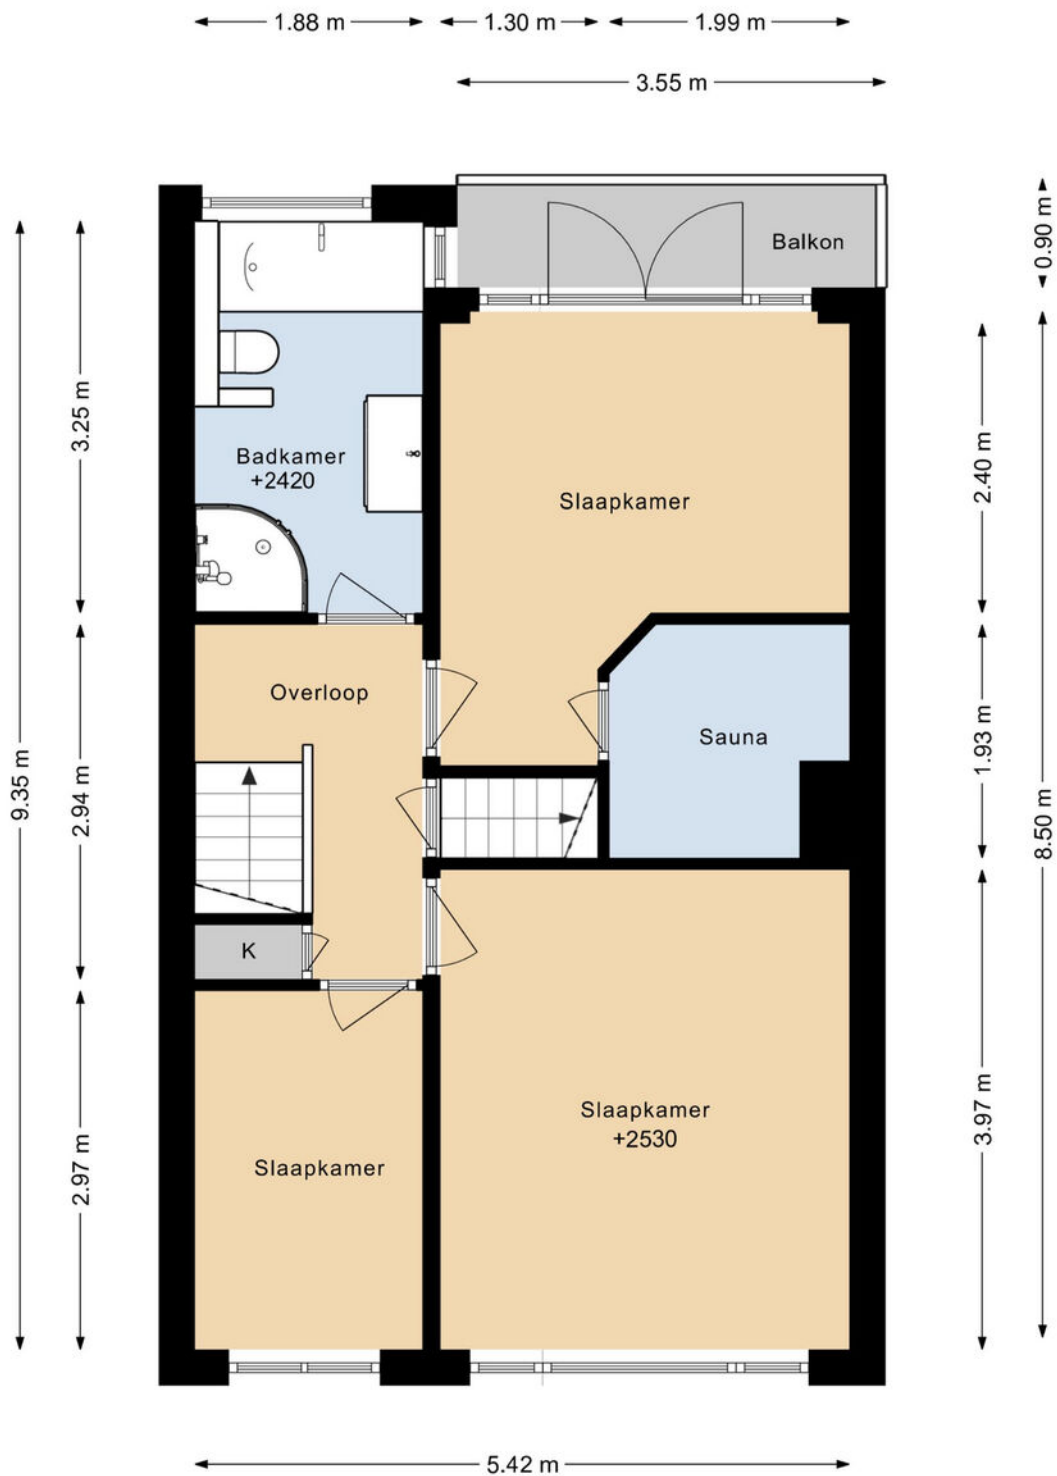 1.88 m
1.30 m
1.99 m
3.55 m
0.90 m
Balkon
3.25 m
2.40 m
Badkamer
+2420
Slaapkamer
Overloop
Sauna
1.93 m
9.35 m
2.94 m
8.50 m
K
3.97 m
Slaapkamer
+2530
2.97 m
Slaapkamer
5.42 m